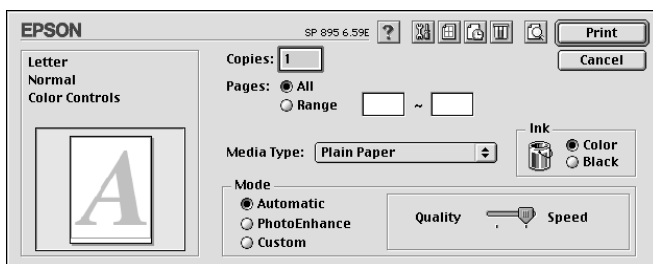 EPSON
SP 895 6.59E
?
Print
Letter
Normal
Color Controls
Copies: 1
Cancel
Pages: All
Range ~
A
Media Type: Plain Paper
Ink
Color
Black
Mode
Automatic
PhotoEnhance
Custom
Quality Speed